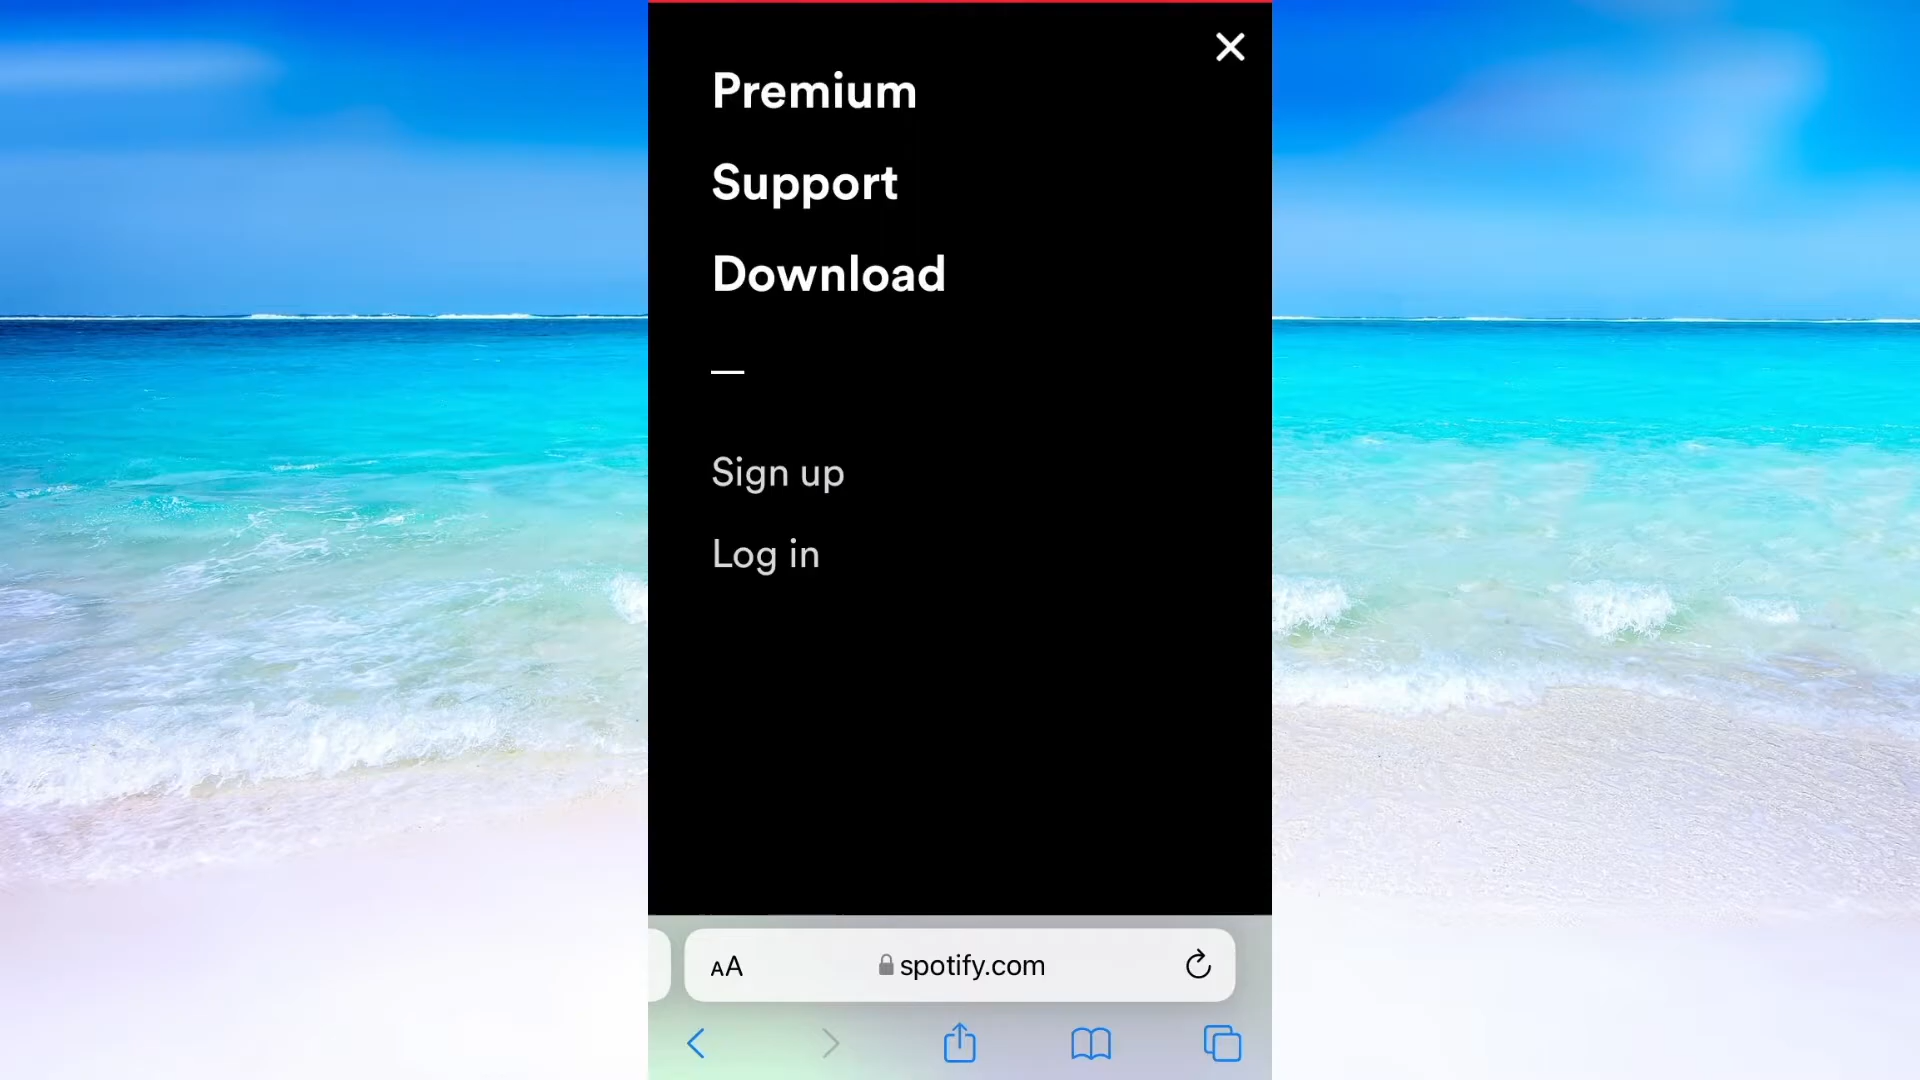 Premium
Support
Download
Sign up
Log in
AA
spotify.com